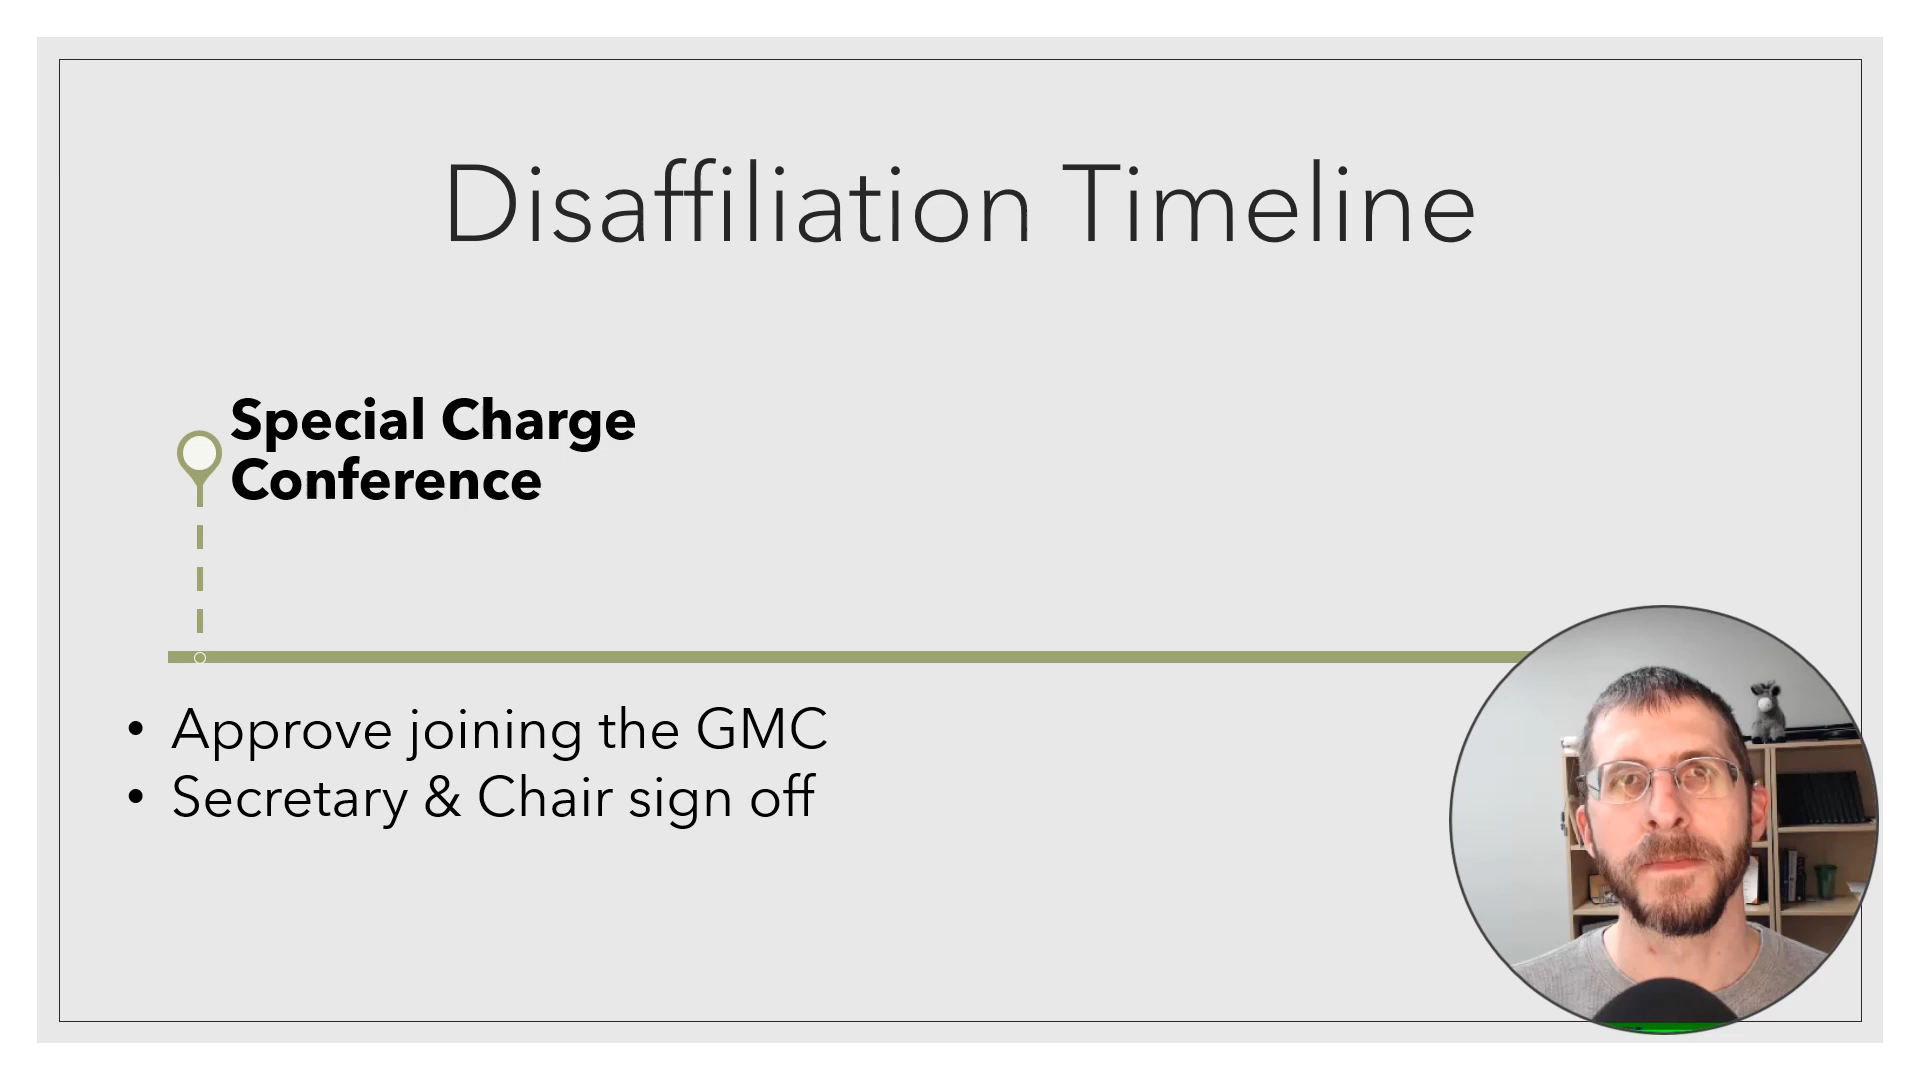 Disaffiliation Timeline
Special Charge
Conference
• Approve joining the GMC
• Secretary & Chair sign off